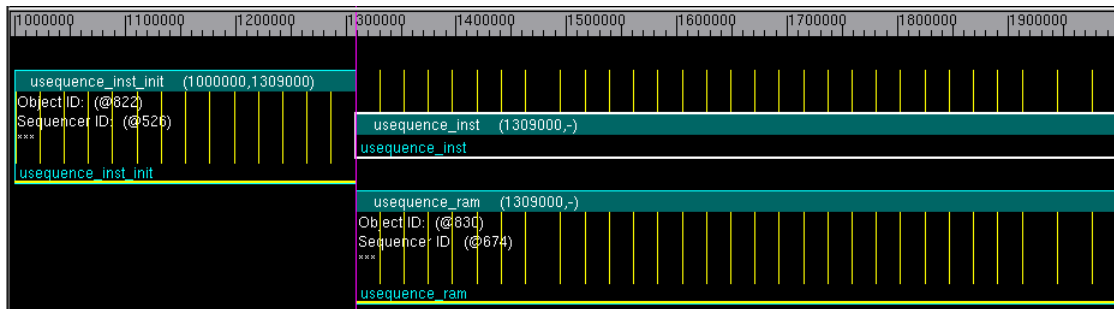 1000000 1100000 1200000 1300000 1400000 1500000 1600000 1700000 1800000 1900000
usequence_inst_init (1000000,1309000)
Object ID: (@822)
Sequencer ID: (@526)
***
usequence_inst_init
usequence_inst (1309000,-)
usequence_inst
usequence_ram (1309000,-)
Object ID: (@830)
Sequencer ID (@674)
***
usequence_ram